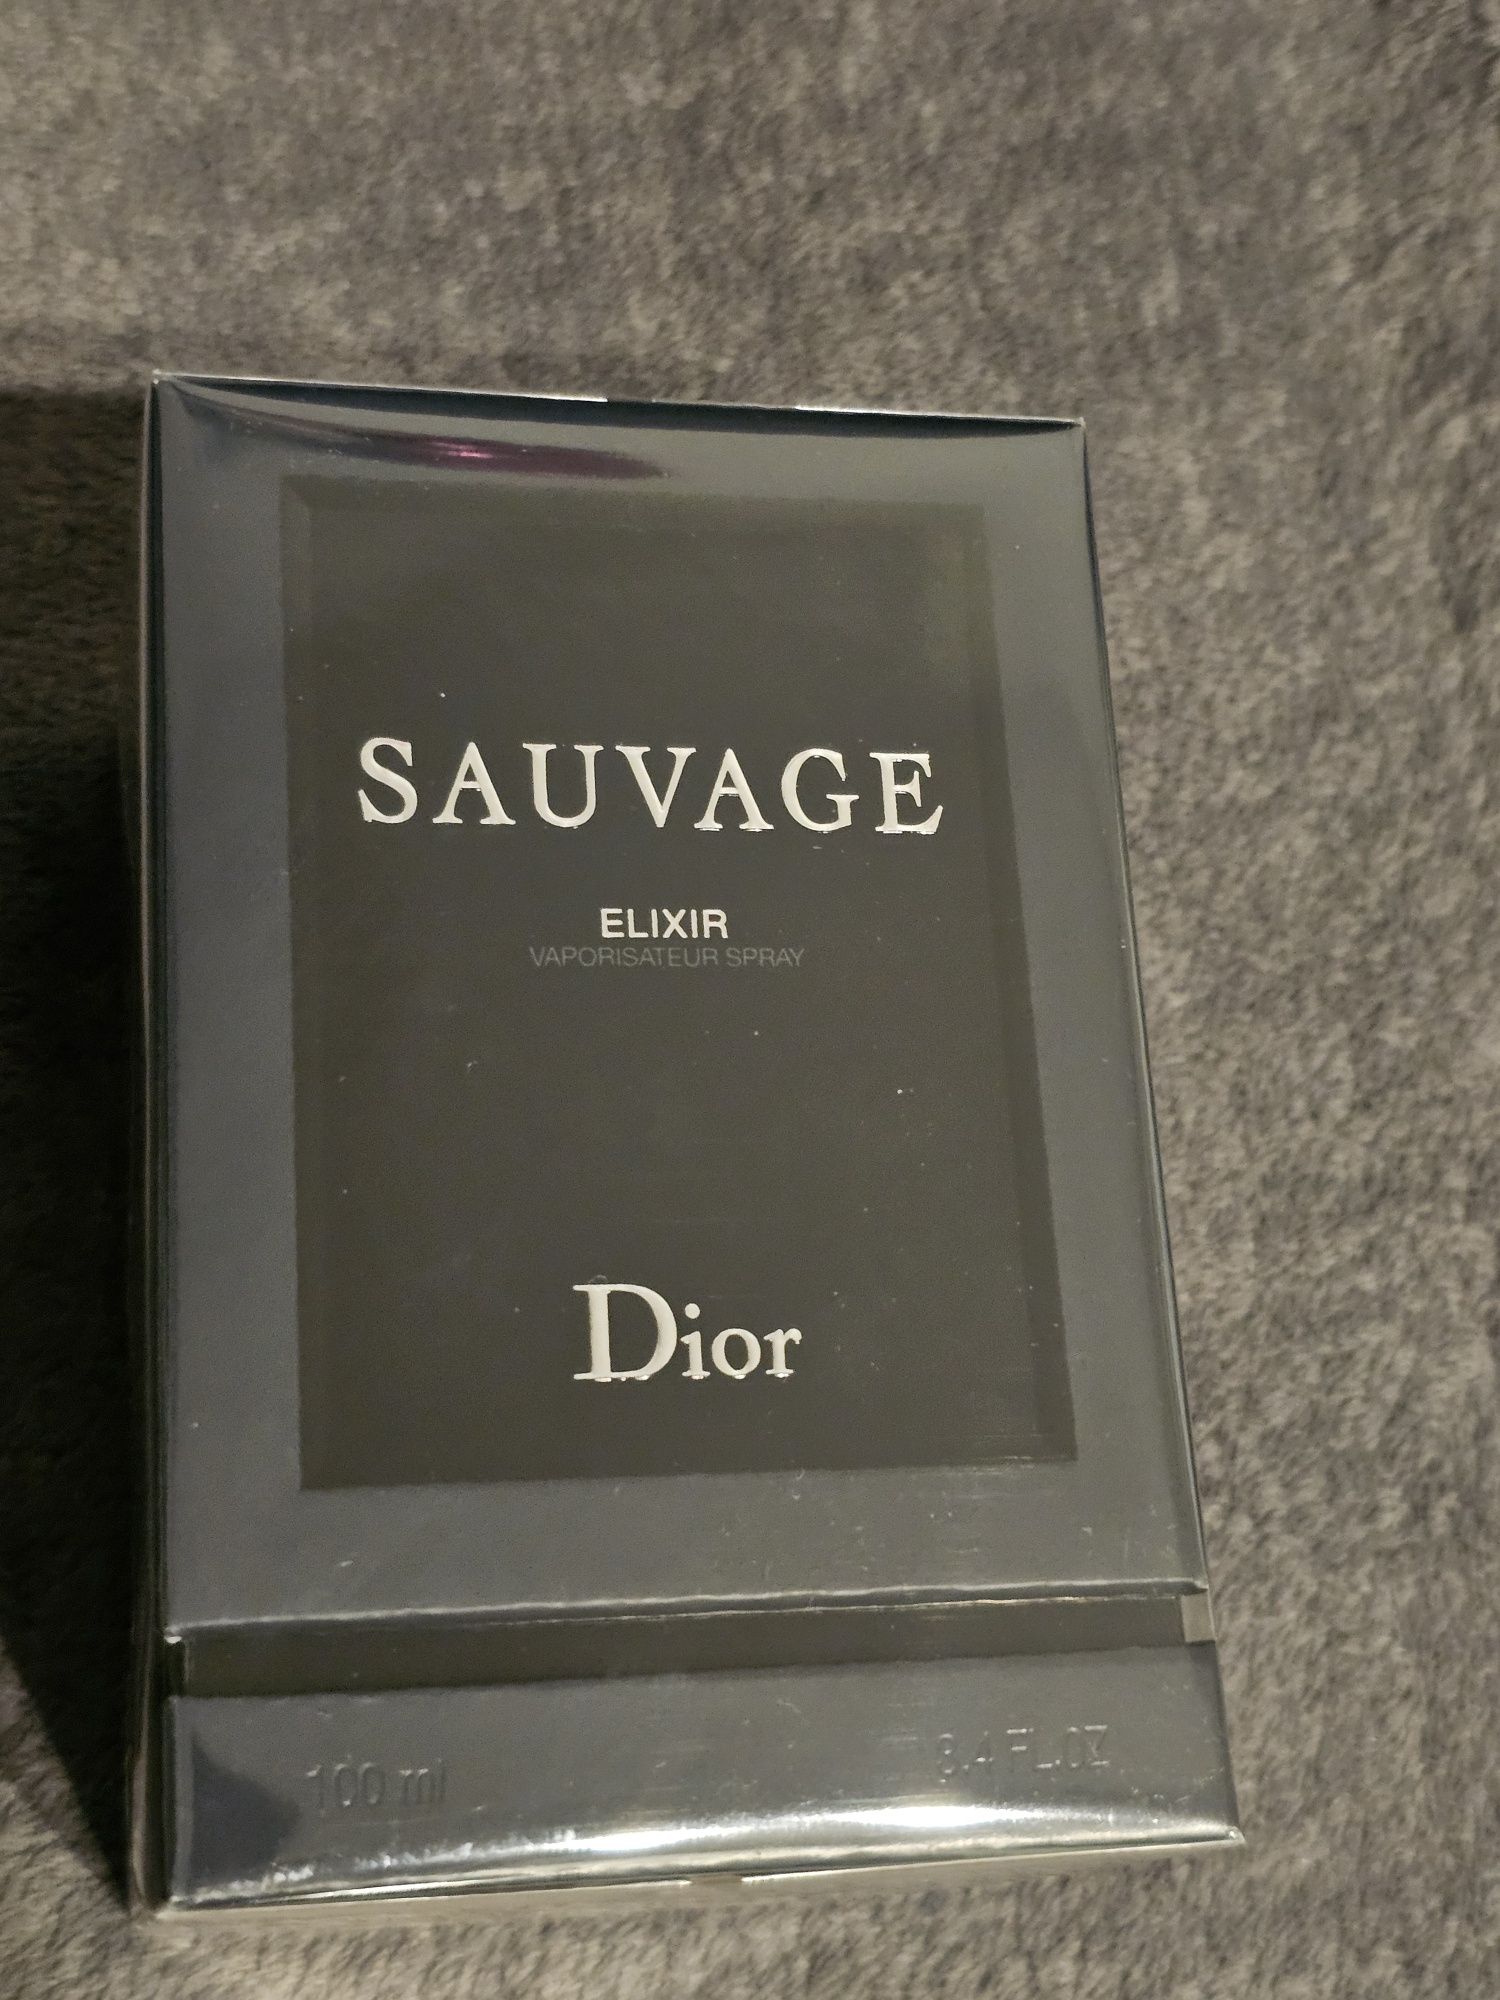 SAUVAGE
ELIXIR
VAPORISATEUR SPRAY
Dior
100 ml 3.4 FL.OZ